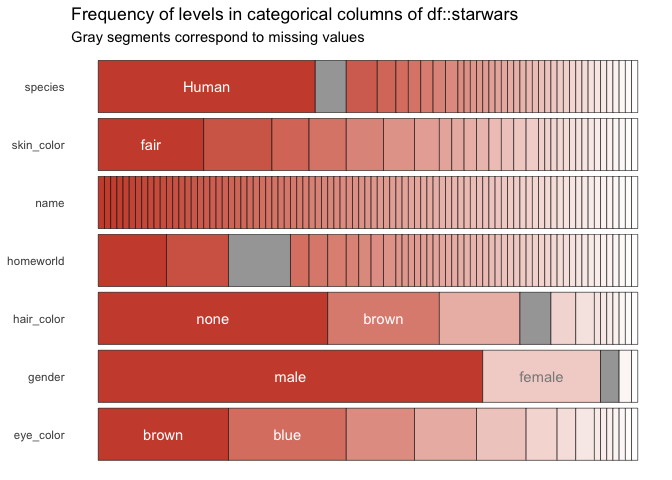 Frequency of levels in categorical columns of df::starwars
Gray segments correspond to missing values
species
Human
skin_color
fair
name
homeworld
hair_color
none
brown
gender
male
female
eye_color
brown
blue